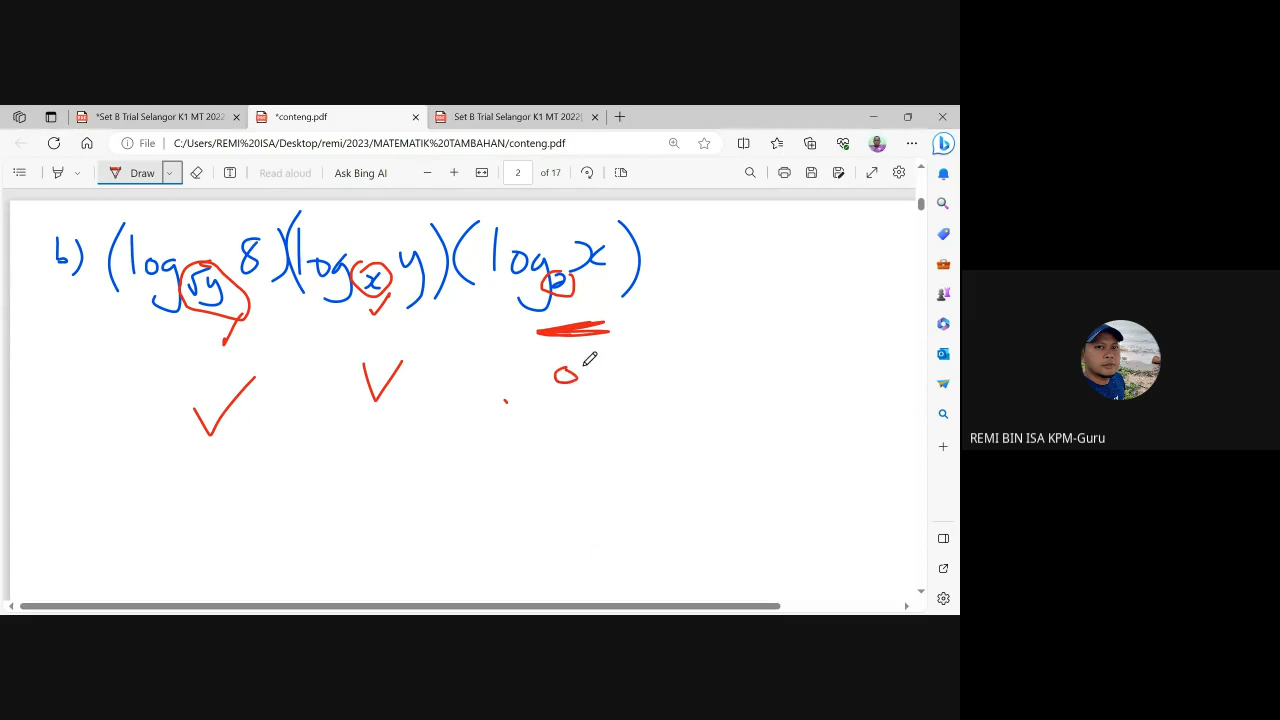 *Set B Trial Selangor K1 MT 2022
*conteng.pdf
Set B Trial Selangor K1 MT 2022(
File
C:/Users/REMI%20ISA/Desktop/remi/2023/MATEMATIK%20TAMBAHAN/conteng.pdf
Draw
Read aloud
Ask Bing AI
2
of 17
b) (log√y 8)(logx y)(log2 x)
REMI BIN ISA KPM-Guru